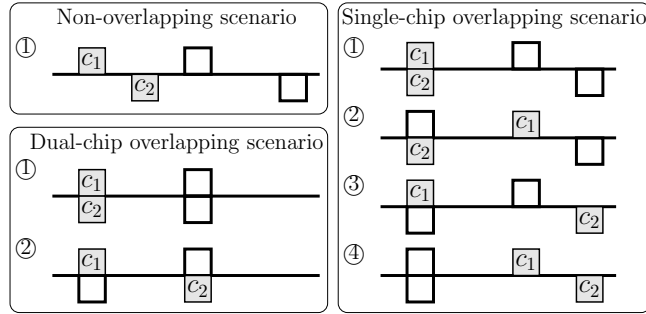 Non-overlapping scenario
① c₁
c₂
Dual-chip overlapping scenario
① c₁
c₂
② c₁
c₂
Single-chip overlapping scenario
① c₁
c₂
② c₁
c₂
③ c₁
c₂
④ c₁
c₂